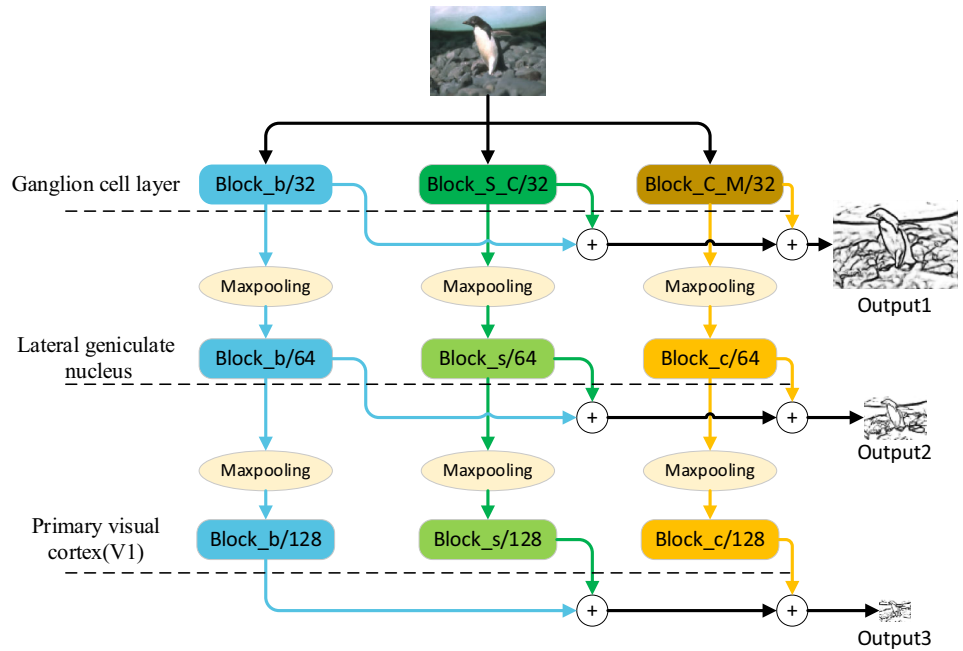 Ganglion cell layer
Block_b/32
Block_S_C/32
Block_C_M/32
+
+
Output1
Maxpooling
Maxpooling
Maxpooling
Lateral geniculate
nucleus
Block_b/64
Block_s/64
Block_c/64
+
+
Output2
Maxpooling
Maxpooling
Maxpooling
Primary visual
cortex(V1)
Block_b/128
Block_s/128
Block_c/128
+
+
Output3